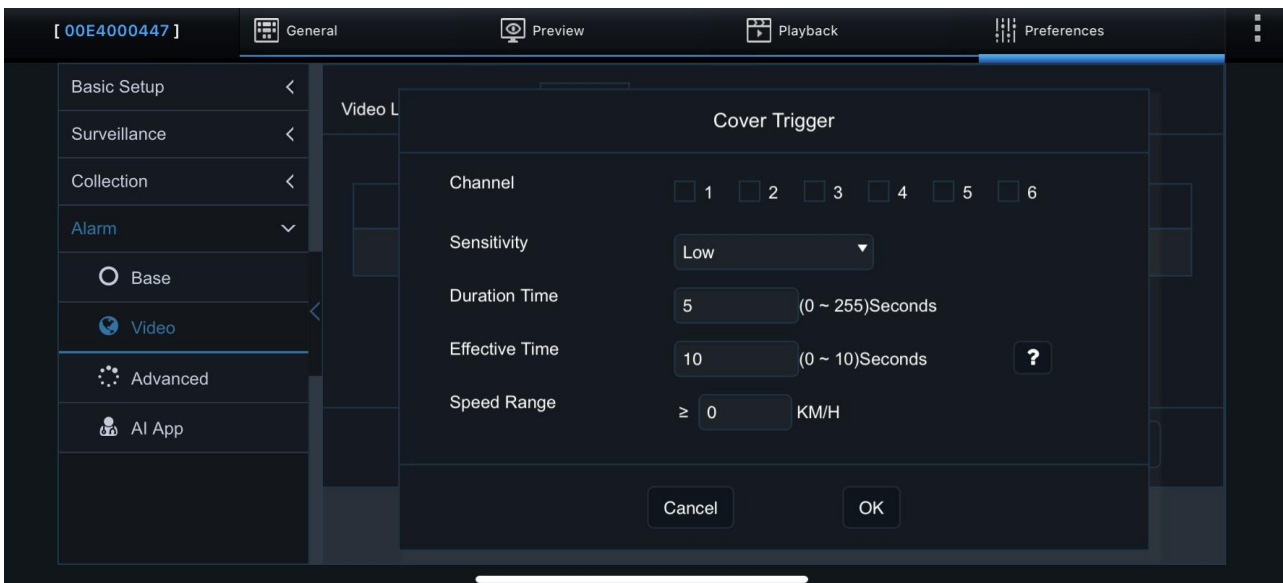 [ 00E4000447 ] General Preview Playback Preferences
Basic Setup
Surveillance
Collection
Alarm
Base
Video
Advanced
AI App
Video L
Cover Trigger
Channel 1 2 3 4 5 6
Sensitivity Low
Duration Time 5 (0 ~ 255)Seconds
Effective Time 10 (0 ~ 10)Seconds ?
Speed Range ≥ 0 KM/H
Cancel OK